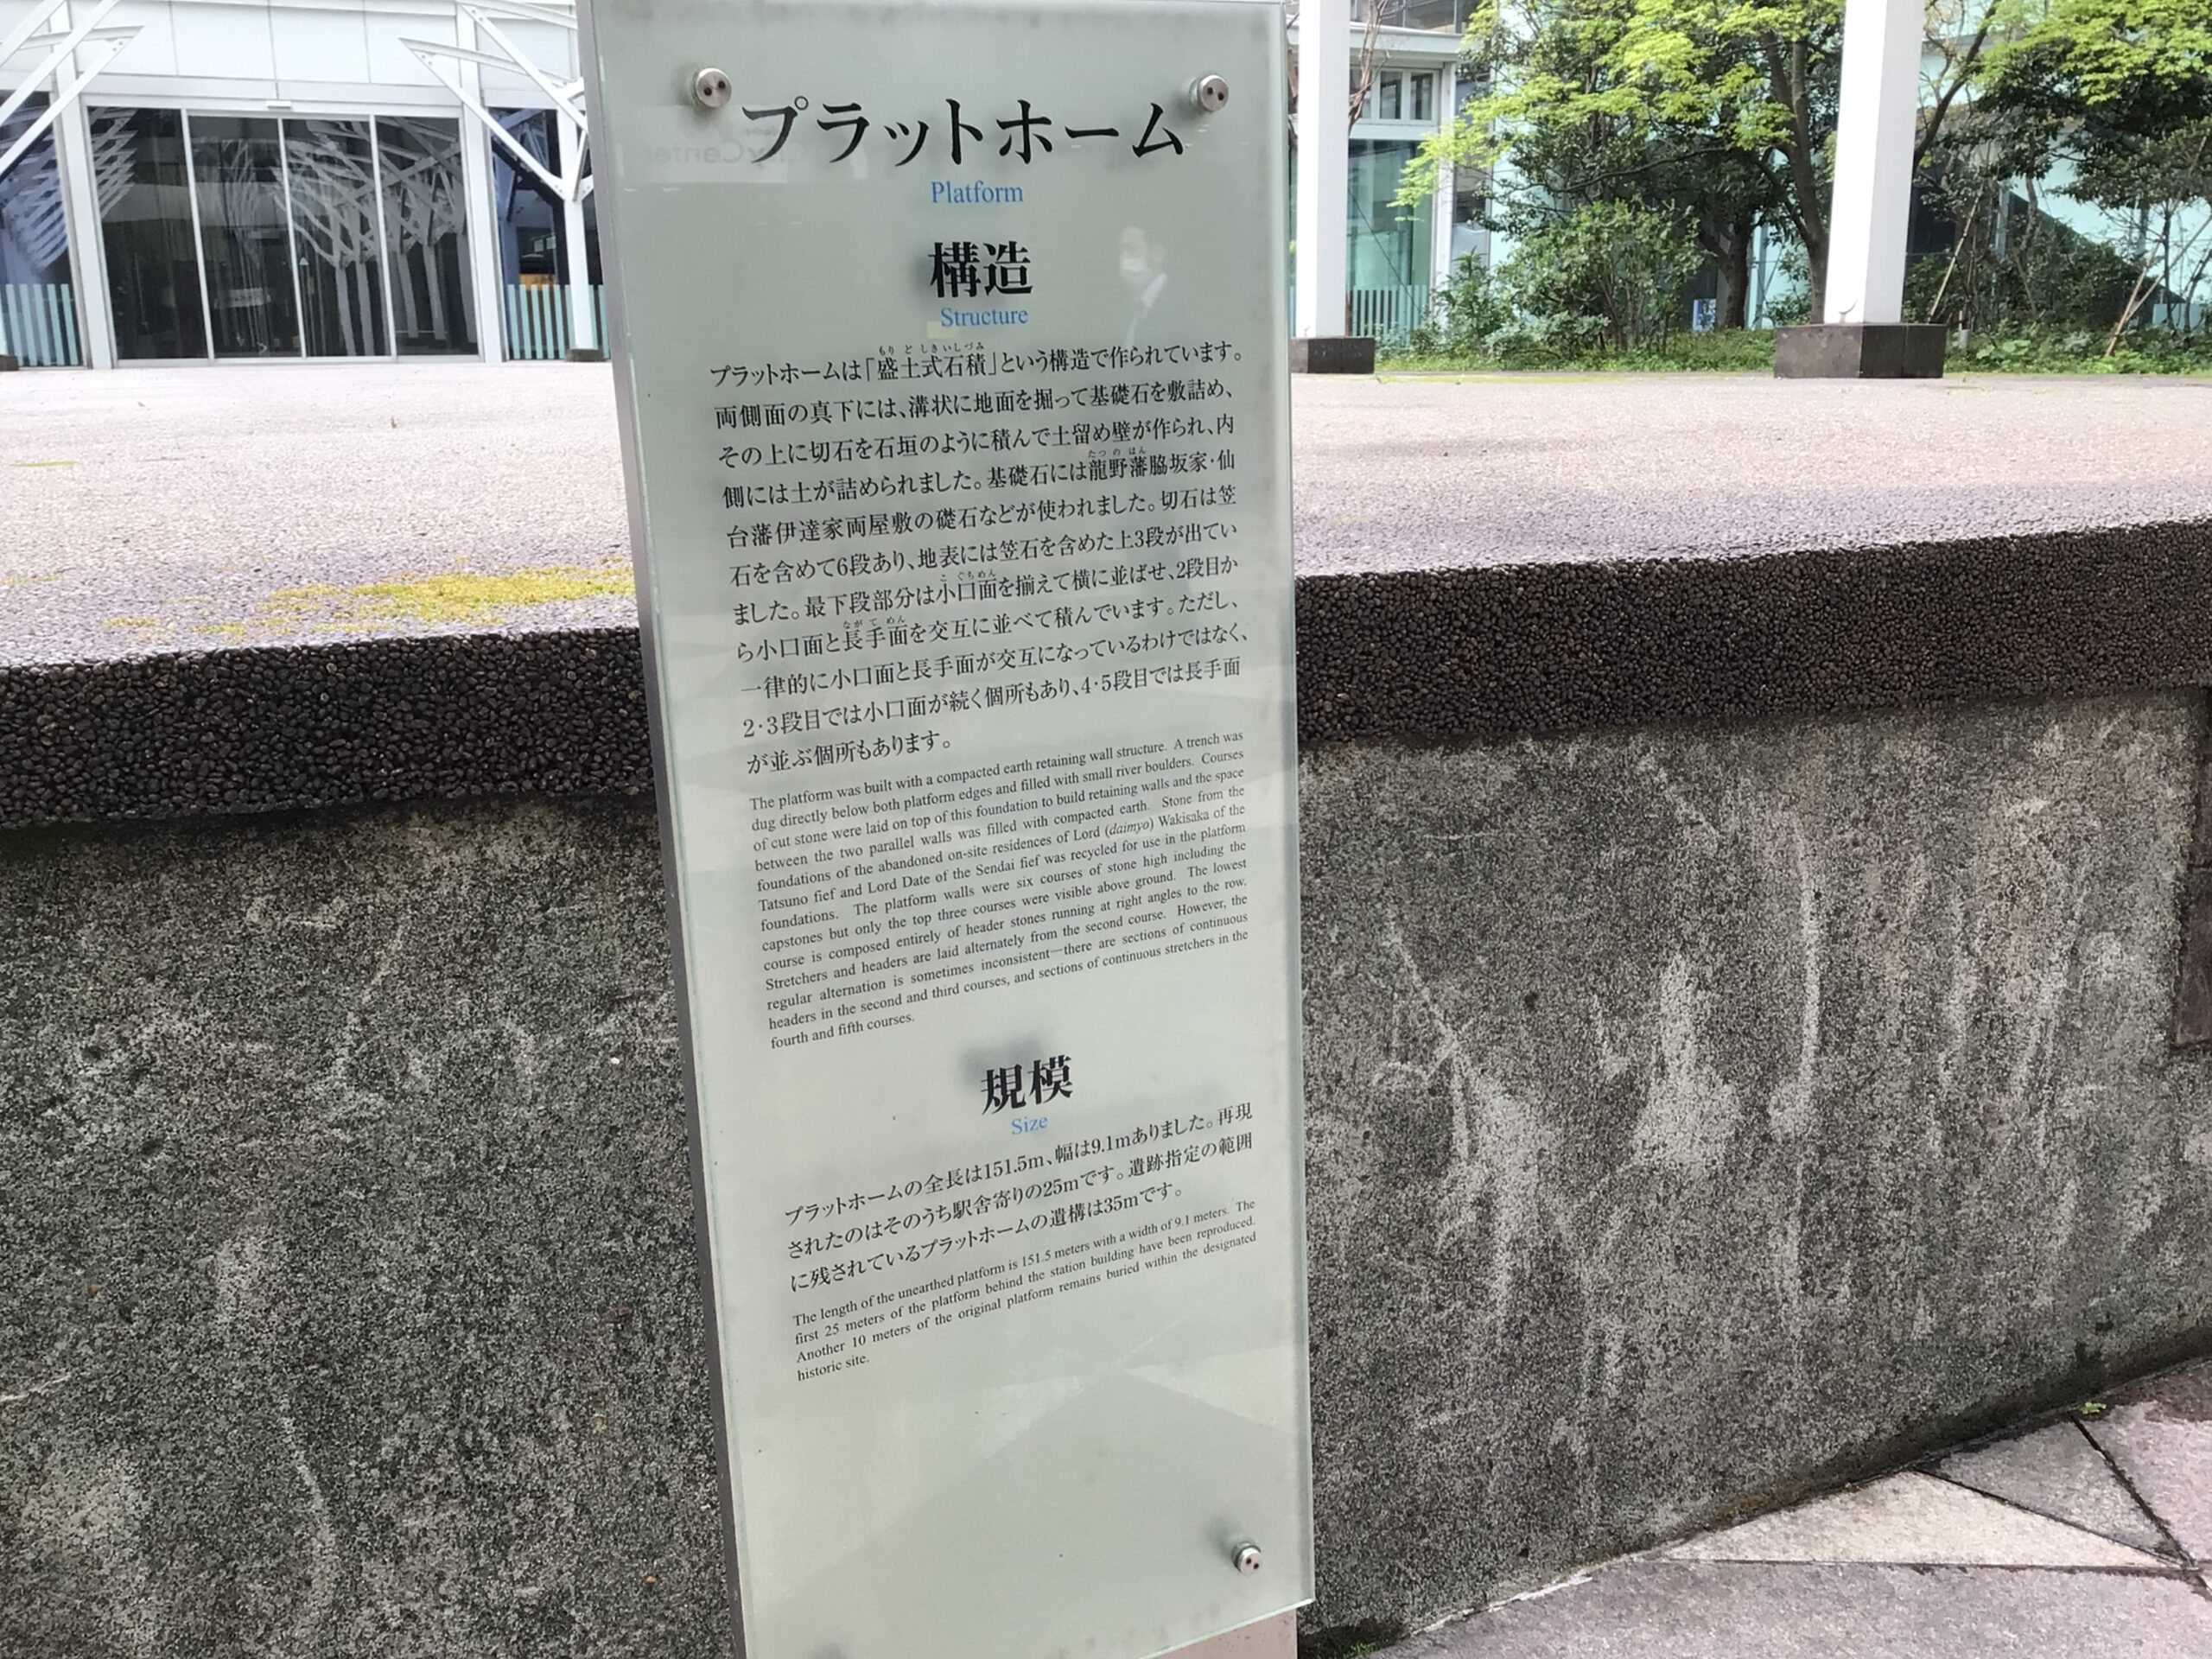 プラットホーム
Platform
構造
Structure
プラットホームは「盛土式石積」という構造で作られています。
両側面の真下には、溝状に地面を掘って基礎石を敷詰め、
その上に切石を石垣のように積んで土留め壁が作られ、内
側には土が詰められました。基礎石には龍野藩脇坂家・仙
台藩伊達家両屋敷の礎石などが使われました。切石は笠
石を含めて6段あり、地表には笠石を含めた上3段が出てい
ました。最下段部分は小口面を揃えて横に並ばせ、2段目か
ら小口面と長手面を交互に並べて積んでいます。ただし、
一律的に小口面と長手面が交互になっているわけではなく、
2・3段目では小口面が続く個所もあり、4・5段目では長手面
が並ぶ個所もあります。
The platform was built with a compacted earth retaining wall structure. A trench was
dug directly below both platform edges and filled with small river boulders. Courses
of cut stone were laid on top of this foundation to build retaining walls and the space
between the two parallel walls was filled with compacted earth. Stone from the
foundations of the abandoned on-site residences of Lord (daimyo) Wakisaka of the
Tatsuno fief and Lord Date of the Sendai fief was recycled for use in the platform
foundations. The platform walls were six courses of stone high including the
capstones but only the top three courses were visible above ground. The lowest
course is composed entirely of header stones running at right angles to the row.
Stretchers and headers are laid alternately from the second course. However, the
regular alternation is sometimes inconsistent—there are sections of continuous
headers in the second and third courses, and sections of continuous stretchers in the
fourth and fifth courses.
規模
Size
プラットホームの全長は151.5m、幅は9.1mありました。再現
されたのはそのうち駅舎寄りの25mです。遺跡指定の範囲
に残されているプラットホームの遺構は35mです。
The length of the unearthed platform is 151.5 meters with a width of 9.1 meters. The
first 25 meters of the platform behind the station building have been reproduced.
Another 10 meters of the original platform remains buried within the designated
historic site.